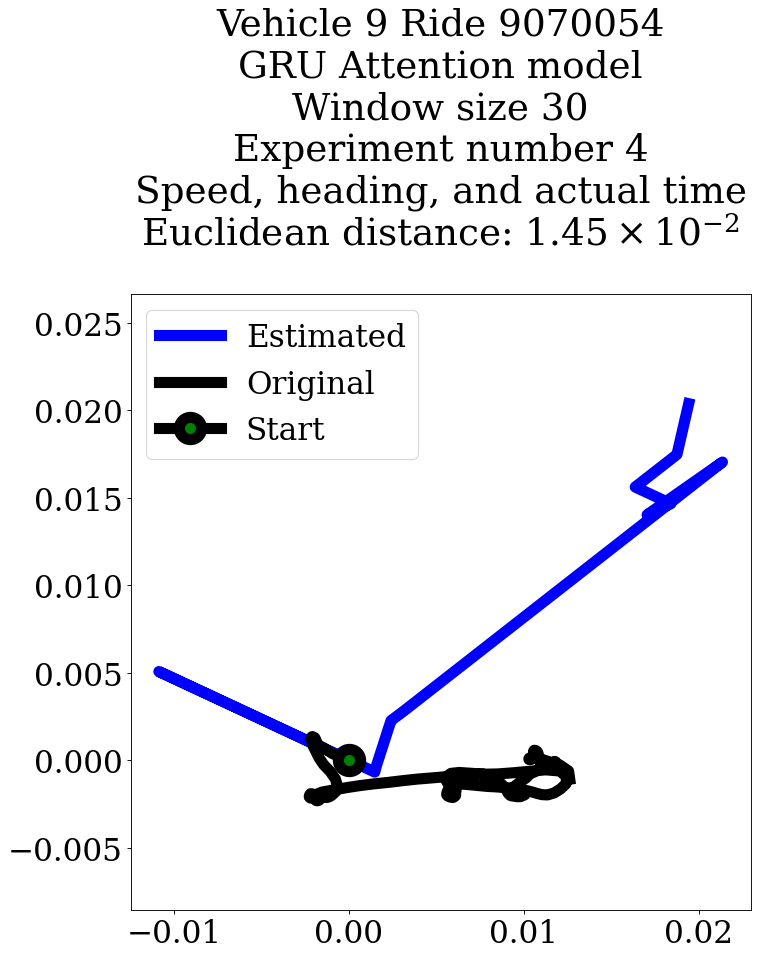 Vehicle 9 Ride 9070054
GRU Attention model
Window size 30
Experiment number 4
Speed, heading, and actual time
Euclidean distance: 1.45 × 10⁻²
Estimated
Original
Start
0.025
0.020
0.015
0.010
0.005
0.000
−0.005
−0.01 0.00 0.01 0.02